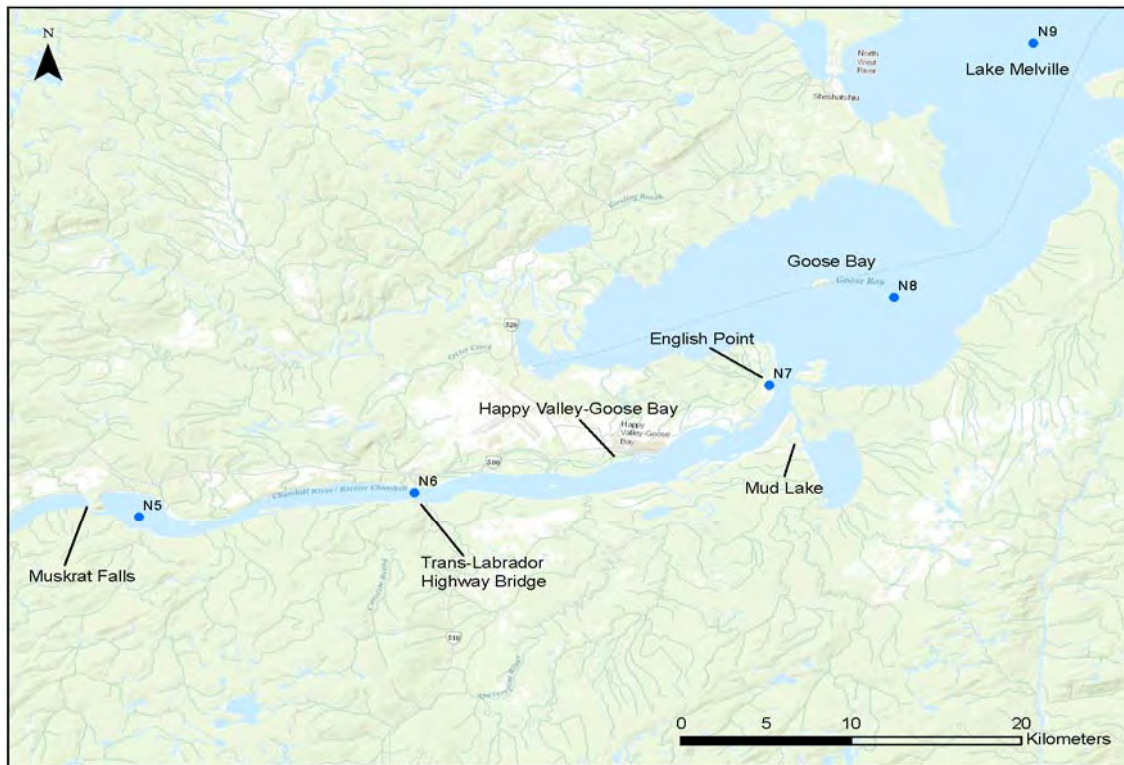 N
N9
Lake Melville
North
West
River
Sheshatshiu
Goose Bay
Goose Bay
N8
520
English Point
N7
Happy Valley-Goose Bay
Happy
Valley-Goose
Bay
500
Mud Lake
Churchill River / Rivière Churchill
N6
N5
Muskrat Falls
Trans-Labrador
Highway Bridge
510
0
5
10
20
Kilometers